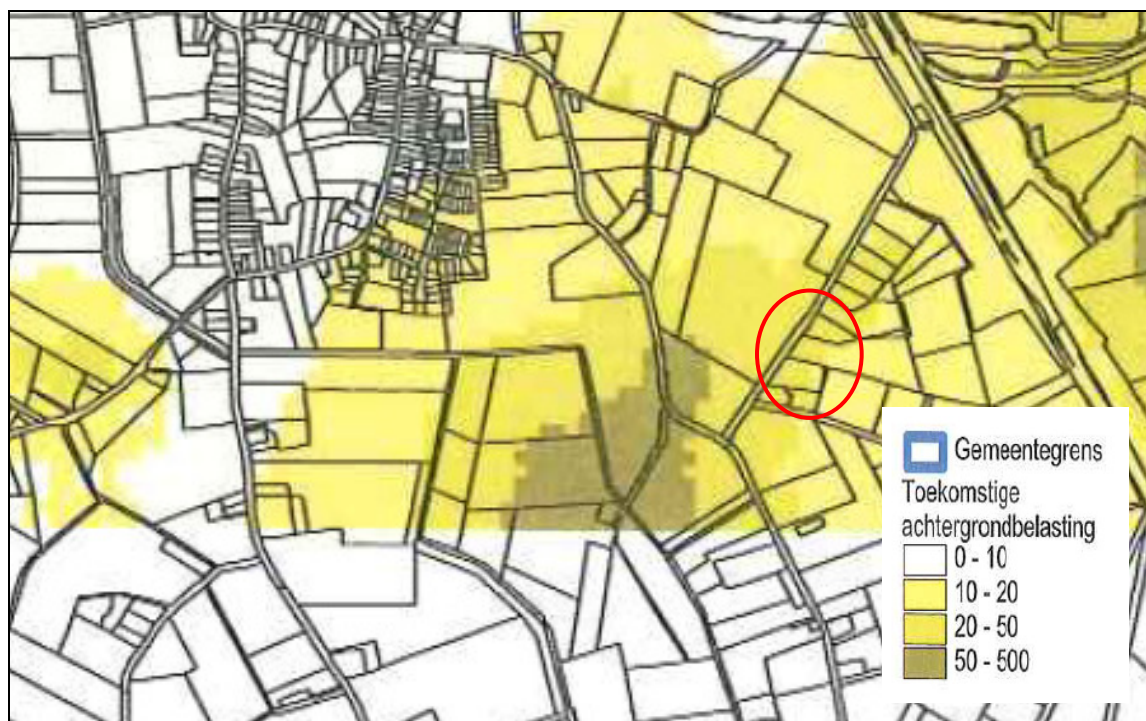 Gemeentegrens
Toekomstige
achtergrondbelasting
0 - 10
10 - 20
20 - 50
50 - 500